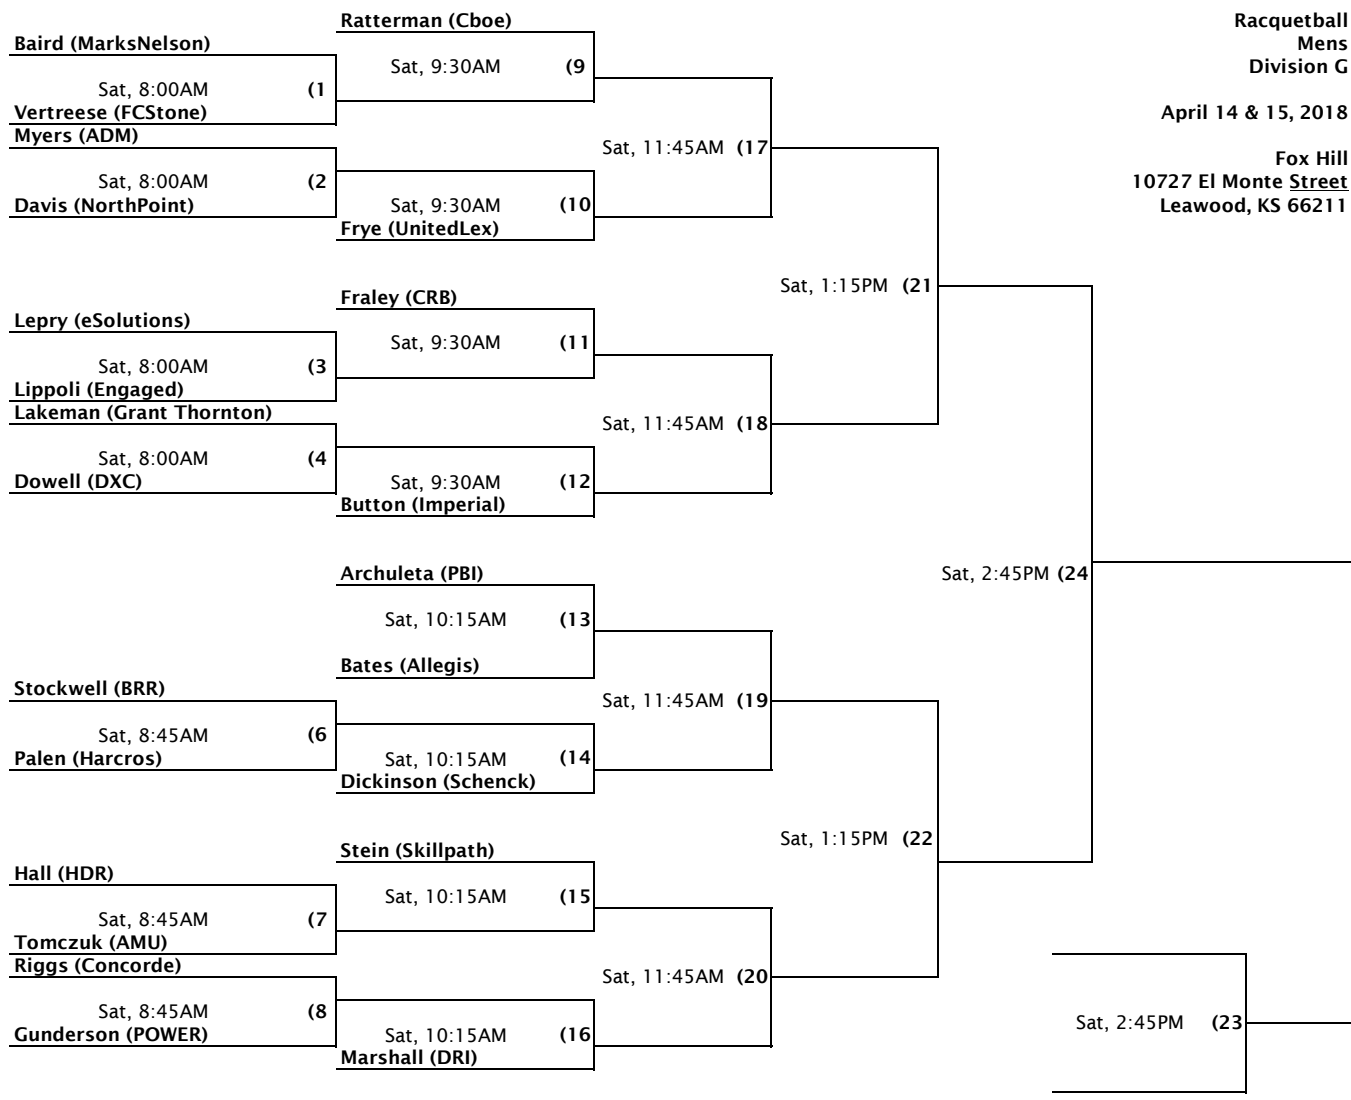 Ratterman (Cboe)
Racquetball
Baird (MarksNelson)
Mens
Sat, 9:30AM (9
Division G
Sat, 8:00AM (1
Vertreese (FCStone)
April 14 & 15, 2018
Myers (ADM)
Sat, 11:45AM (17
Fox Hill
Sat, 8:00AM (2
10727 El Monte Street
Davis (NorthPoint)
Sat, 9:30AM (10
Leawood, KS 66211
Frye (UnitedLex)
Sat, 1:15PM (21
Fraley (CRB)
Lepry (eSolutions)
Sat, 9:30AM (11
Sat, 8:00AM (3
Lippoli (Engaged)
Lakeman (Grant Thornton)
Sat, 11:45AM (18
Sat, 8:00AM (4
Dowell (DXC)
Sat, 9:30AM (12
Button (Imperial)
Archuleta (PBI)
Sat, 2:45PM (24
Sat, 10:15AM (13
Bates (Allegis)
Stockwell (BRR)
Sat, 11:45AM (19
Sat, 8:45AM (6
Palen (Harcros)
Sat, 10:15AM (14
Dickinson (Schenck)
Sat, 1:15PM (22
Stein (Skillpath)
Hall (HDR)
Sat, 10:15AM (15
Sat, 8:45AM (7
Tomczuk (AMU)
Riggs (Concorde)
Sat, 11:45AM (20
Sat, 8:45AM (8
Sat, 2:45PM (23
Gunderson (POWER)
Sat, 10:15AM (16
Marshall (DRI)